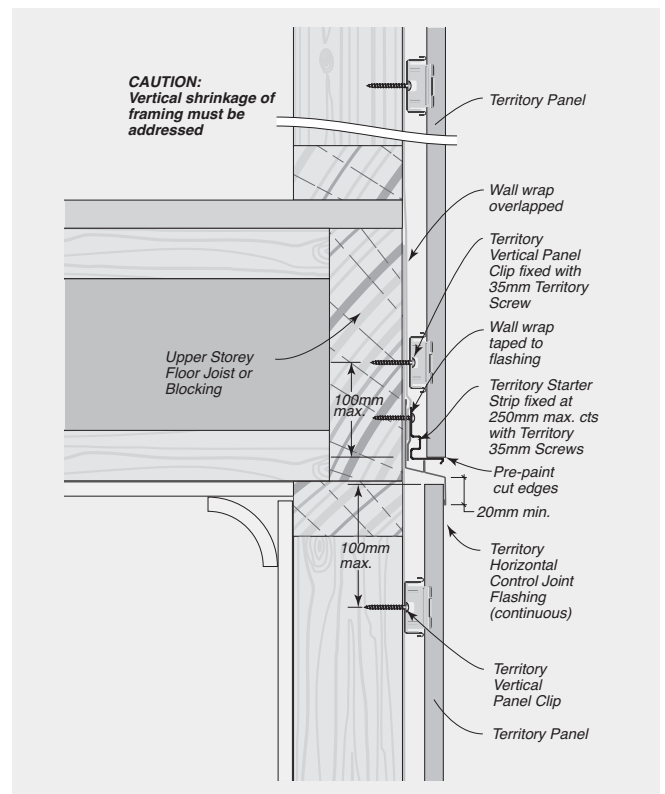 CAUTION:
Vertical shrinkage of
framing must be
addressed
Territory Panel
Wall wrap
overlapped
Territory
Vertical Panel
Clip fixed with
35mm Territory
Screw
Wall wrap
taped to
flashing
Upper Storey
Floor Joist or
Blocking
100mm
max.
Territory Starter
Strip fixed at
250mm max. cts
with Territory
35mm Screws
Pre-paint
cut edges
20mm min.
100mm
max.
Territory
Horizontal
Control Joint
Flashing
(continuous)
Territory
Vertical
Panel Clip
Territory Panel